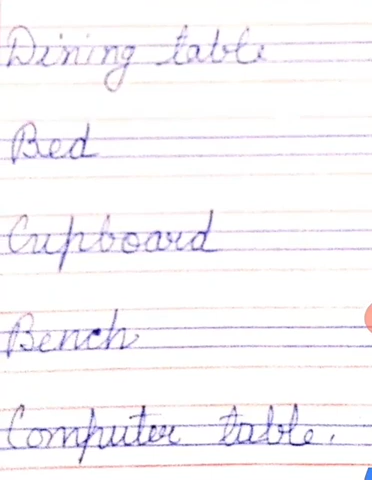 Dining table
Bed
Cupboard
Bench
Computer table.